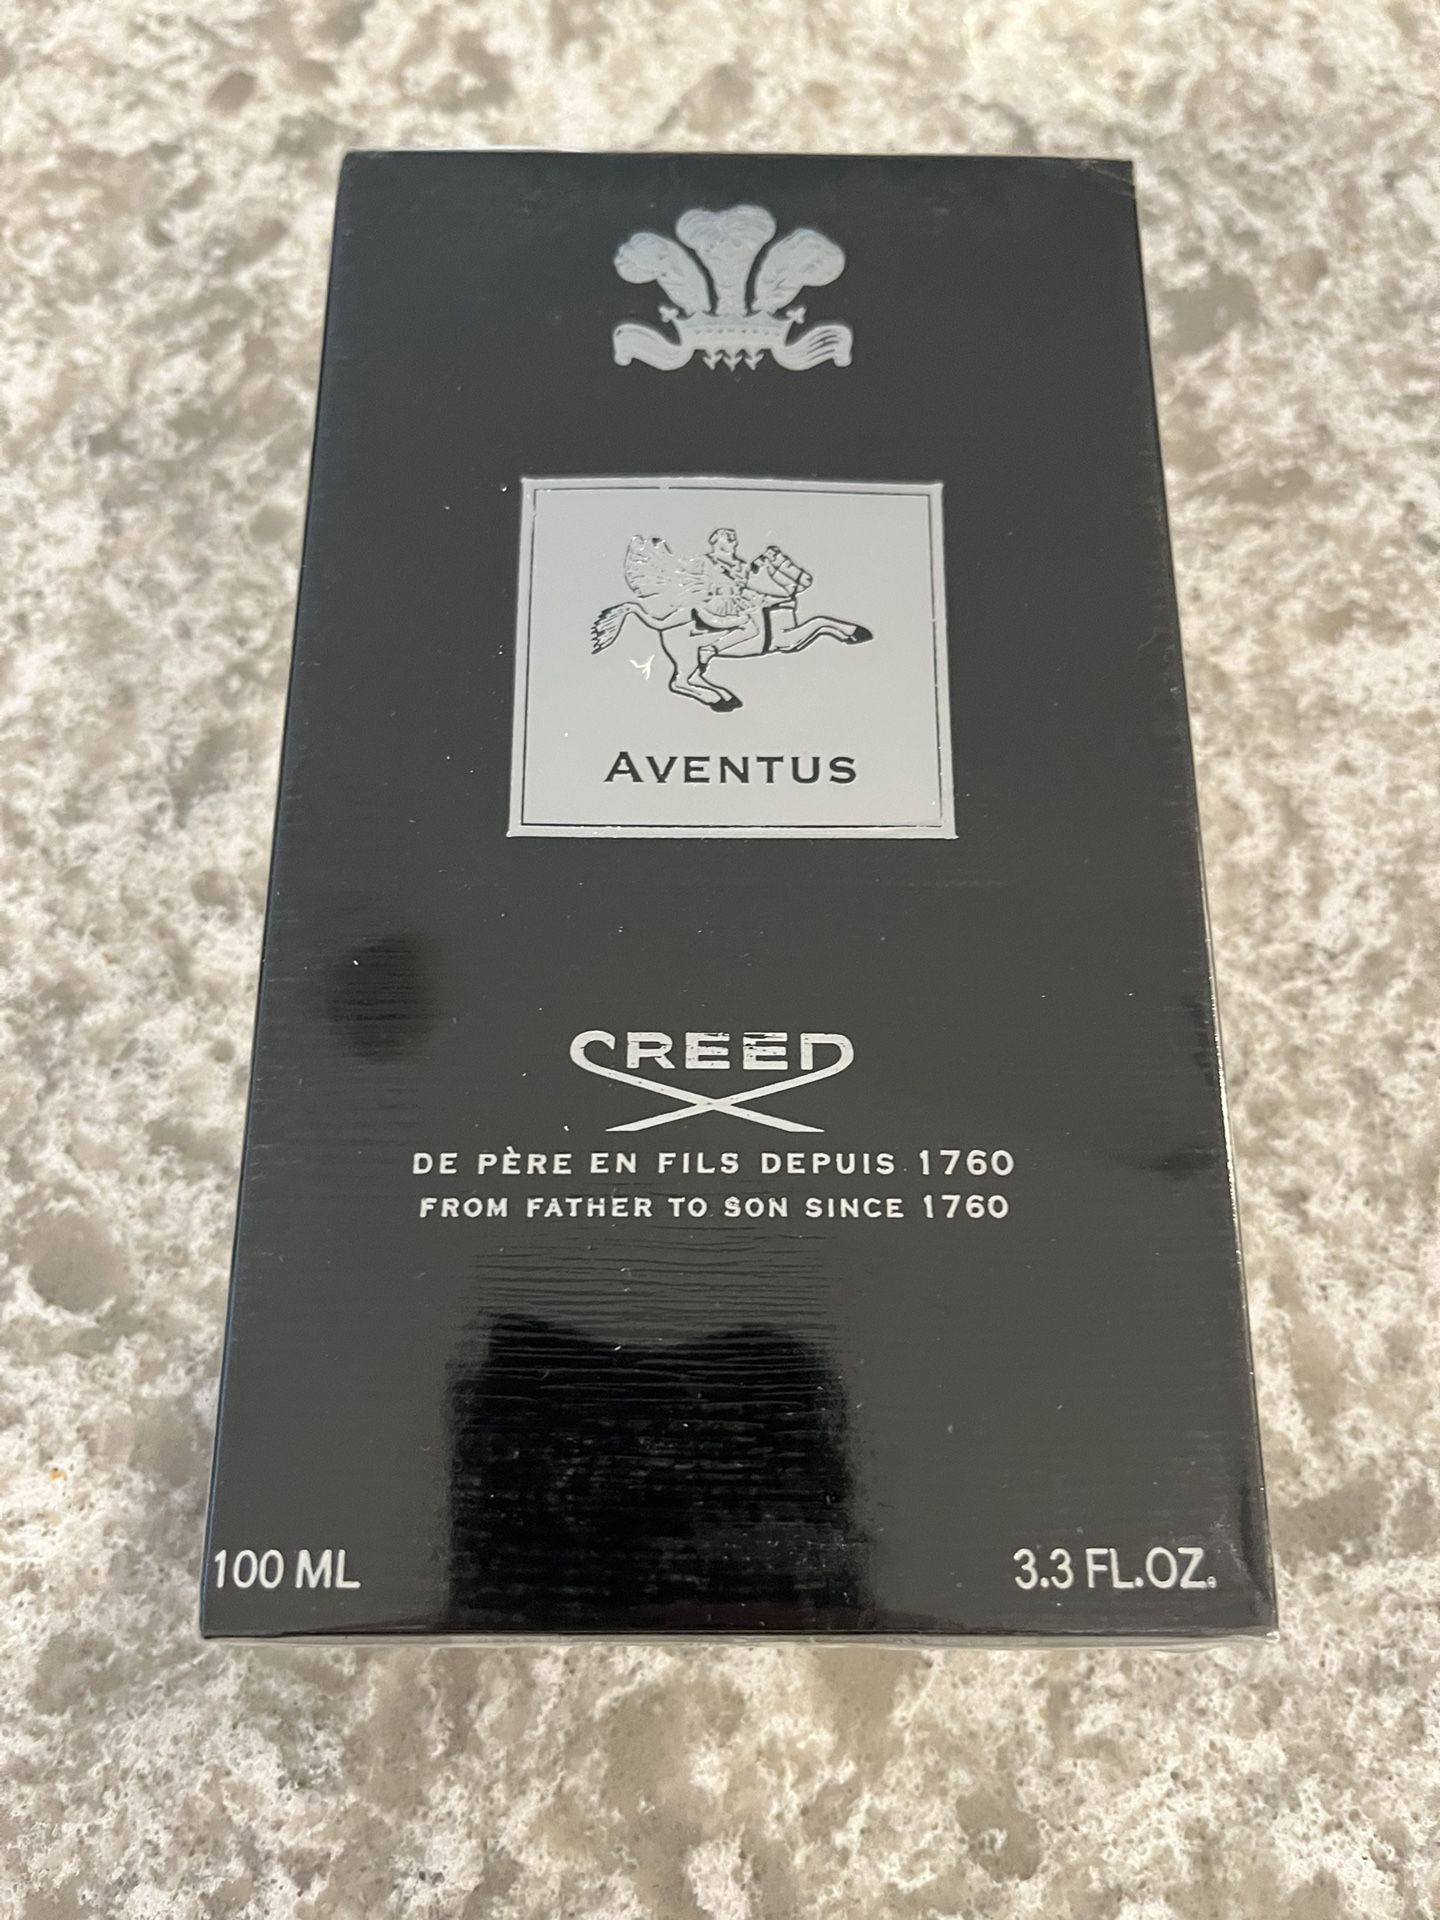 AVENTUS
CREED
DE PÈRE EN FILS DEPUIS 1760
FROM FATHER TO SON SINCE 1760
100 ML
3.3 FL.OZ.